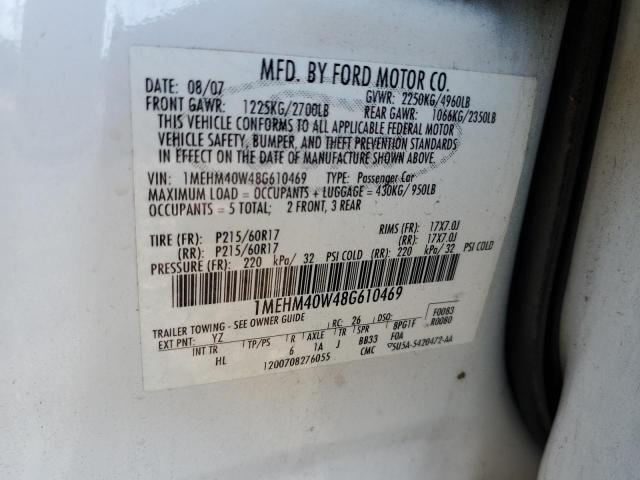 MFD. BY FORD MOTOR CO.
DATE: 08/07 GVWR: 2250KG/4960LB
FRONT GAWR: 1225KG/2700LB REAR GAWR: 1066KG/2350LB
THIS VEHICLE CONFORMS TO ALL APPLICABLE FEDERAL MOTOR
VEHICLE SAFETY, BUMPER, AND THEFT PREVENTION STANDARDS
IN EFFECT ON THE DATE OF MANUFACTURE SHOWN ABOVE.
VIN: 1MEHM40W48G610469 TYPE: Passenger Car
MAXIMUM LOAD = OCCUPANTS + LUGGAGE = 430KG/ 950LB
OCCUPANTS = 5 TOTAL; 2 FRONT, 3 REAR
TIRE (FR): P215/60R17 RIMS (FR): 17X7.0J
(RR): P215/60R17 (RR): 17X7.0J
PRESSURE (FR): 220 kPa/ 32 PSI COLD (RR): 220 kPa/ 32 PSI COLD
1MEHM40W48G610469
TRAILER TOWING - SEE OWNER GUIDE
EXT PNT: YZ RC: 26 DSO: F0083
R0080
INT TR TP/PS R AXLE TR SPR BPG1F
HL 6 1A J BB33 FOA
CMC
1200708276055 5U5A-5420472-AA